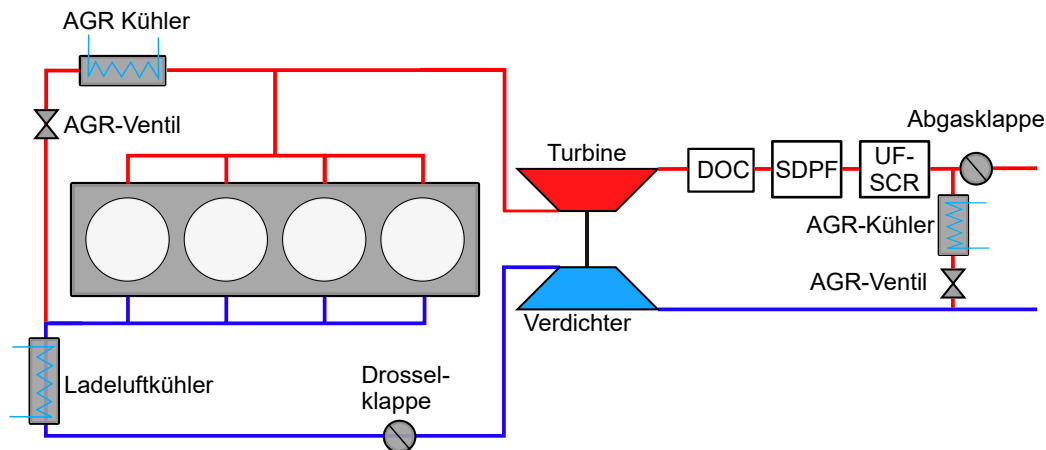 AGR Kühler
AGR-Ventil
Turbine
DOC
SDPF
UF-
SCR
Abgasklappe
AGR-Kühler
AGR-Ventil
Verdichter
Ladeluftkühler
Drossel-
klappe